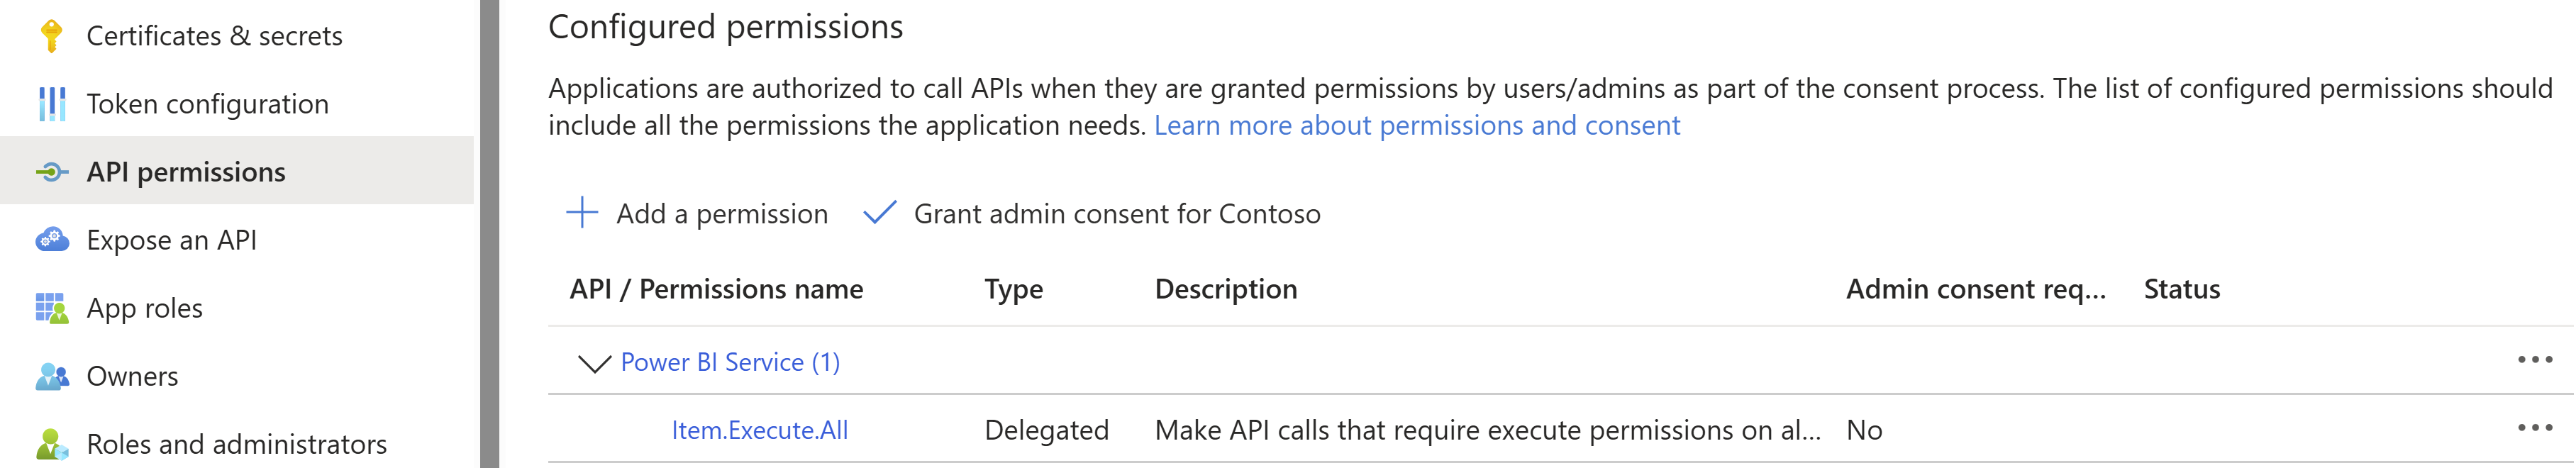 Certificates & secrets
Token configuration
API permissions
Expose an API
App roles
Owners
Roles and administrators
Configured permissions
Applications are authorized to call APIs when they are granted permissions by users/admins as part of the consent process. The list of configured permissions should
include all the permissions the application needs. Learn more about permissions and consent
Add a permission Grant admin consent for Contoso
API / Permissions name Type Description Admin consent req... Status
Power BI Service (1)
Item.Execute.All Delegated Make API calls that require execute permissions on al... No